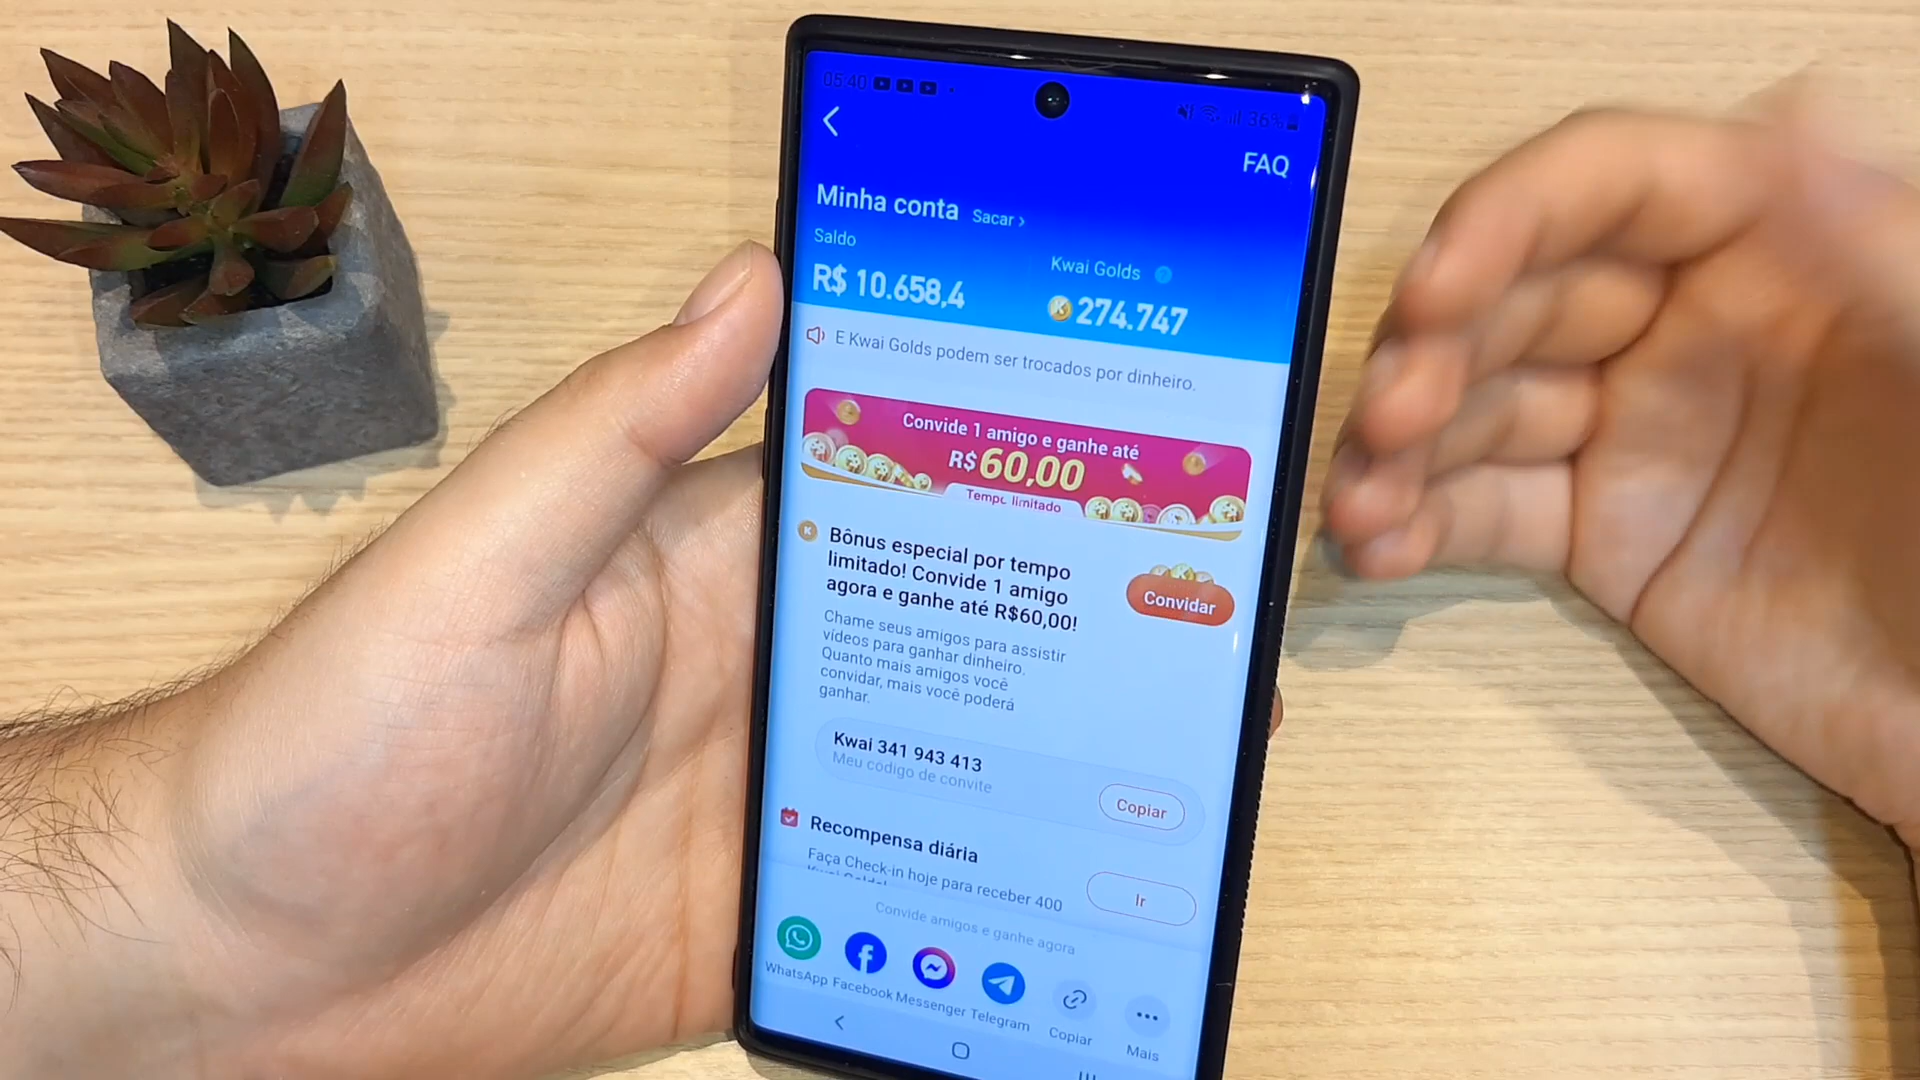 05:40
36%
FAQ
Minha conta Sacar >
Saldo
Kwai Golds
R$ 10.658,4
274.747
E Kwai Golds podem ser trocados por dinheiro.
Convide 1 amigo e ganhe até
R$ 60,00
Tempo limitado
Bônus especial por tempo
limitado! Convide 1 amigo
agora e ganhe até R$60,00!
Convidar
Chame seus amigos para assistir
vídeos para ganhar dinheiro.
Quanto mais amigos você
convidar, mais você poderá
ganhar.
Kwai 341 943 413
Meu código de convite
Copiar
Recompensa diária
Faça Check-in hoje para receber 400
Ir
Convide amigos e ganhe agora
WhatsApp Facebook Messenger Telegram Copiar Mais